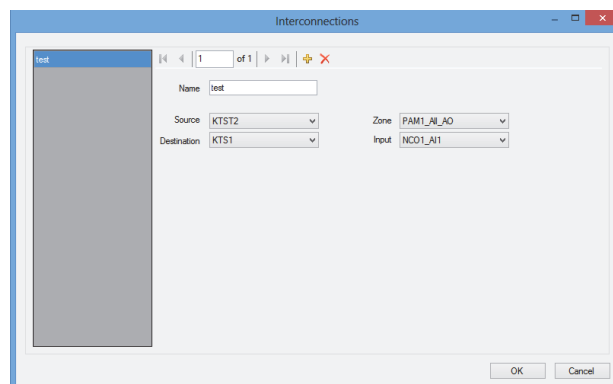 Interconnections
test
1 of 1
Name test
Source KTST2 Zone PAM1_All_AO
Destination KTS1 Input NCO1_AI1
OK Cancel